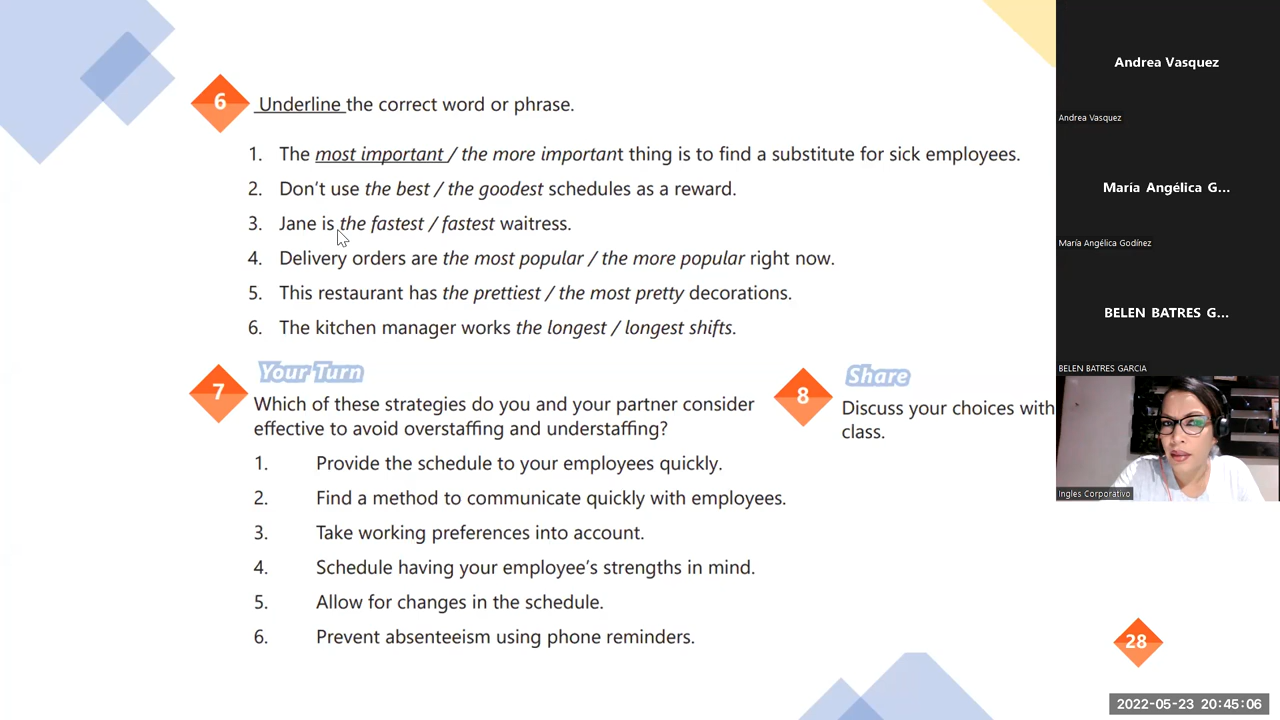 6
Underline the correct word or phrase.
1. The most important / the more important thing is to find a substitute for sick employees.
2. Don't use the best / the goodest schedules as a reward.
3. Jane is the fastest / fastest waitress.
4. Delivery orders are the most popular / the more popular right now.
5. This restaurant has the prettiest / the most pretty decorations.
6. The kitchen manager works the longest / longest shifts.
7
Your Turn
Which of these strategies do you and your partner consider
effective to avoid overstaffing and understaffing?
1. Provide the schedule to your employees quickly.
2. Find a method to communicate quickly with employees.
3. Take working preferences into account.
4. Schedule having your employee's strengths in mind.
5. Allow for changes in the schedule.
6. Prevent absenteeism using phone reminders.
8
Share
Discuss your choices with
class.
28
Andrea Vasquez
Andrea Vasquez
María Angélica G...
María Angélica Godínez
BELEN BATRES G...
BELEN BATRES GARCIA
Ingles Corporativo
2022-05-23 20:45:06